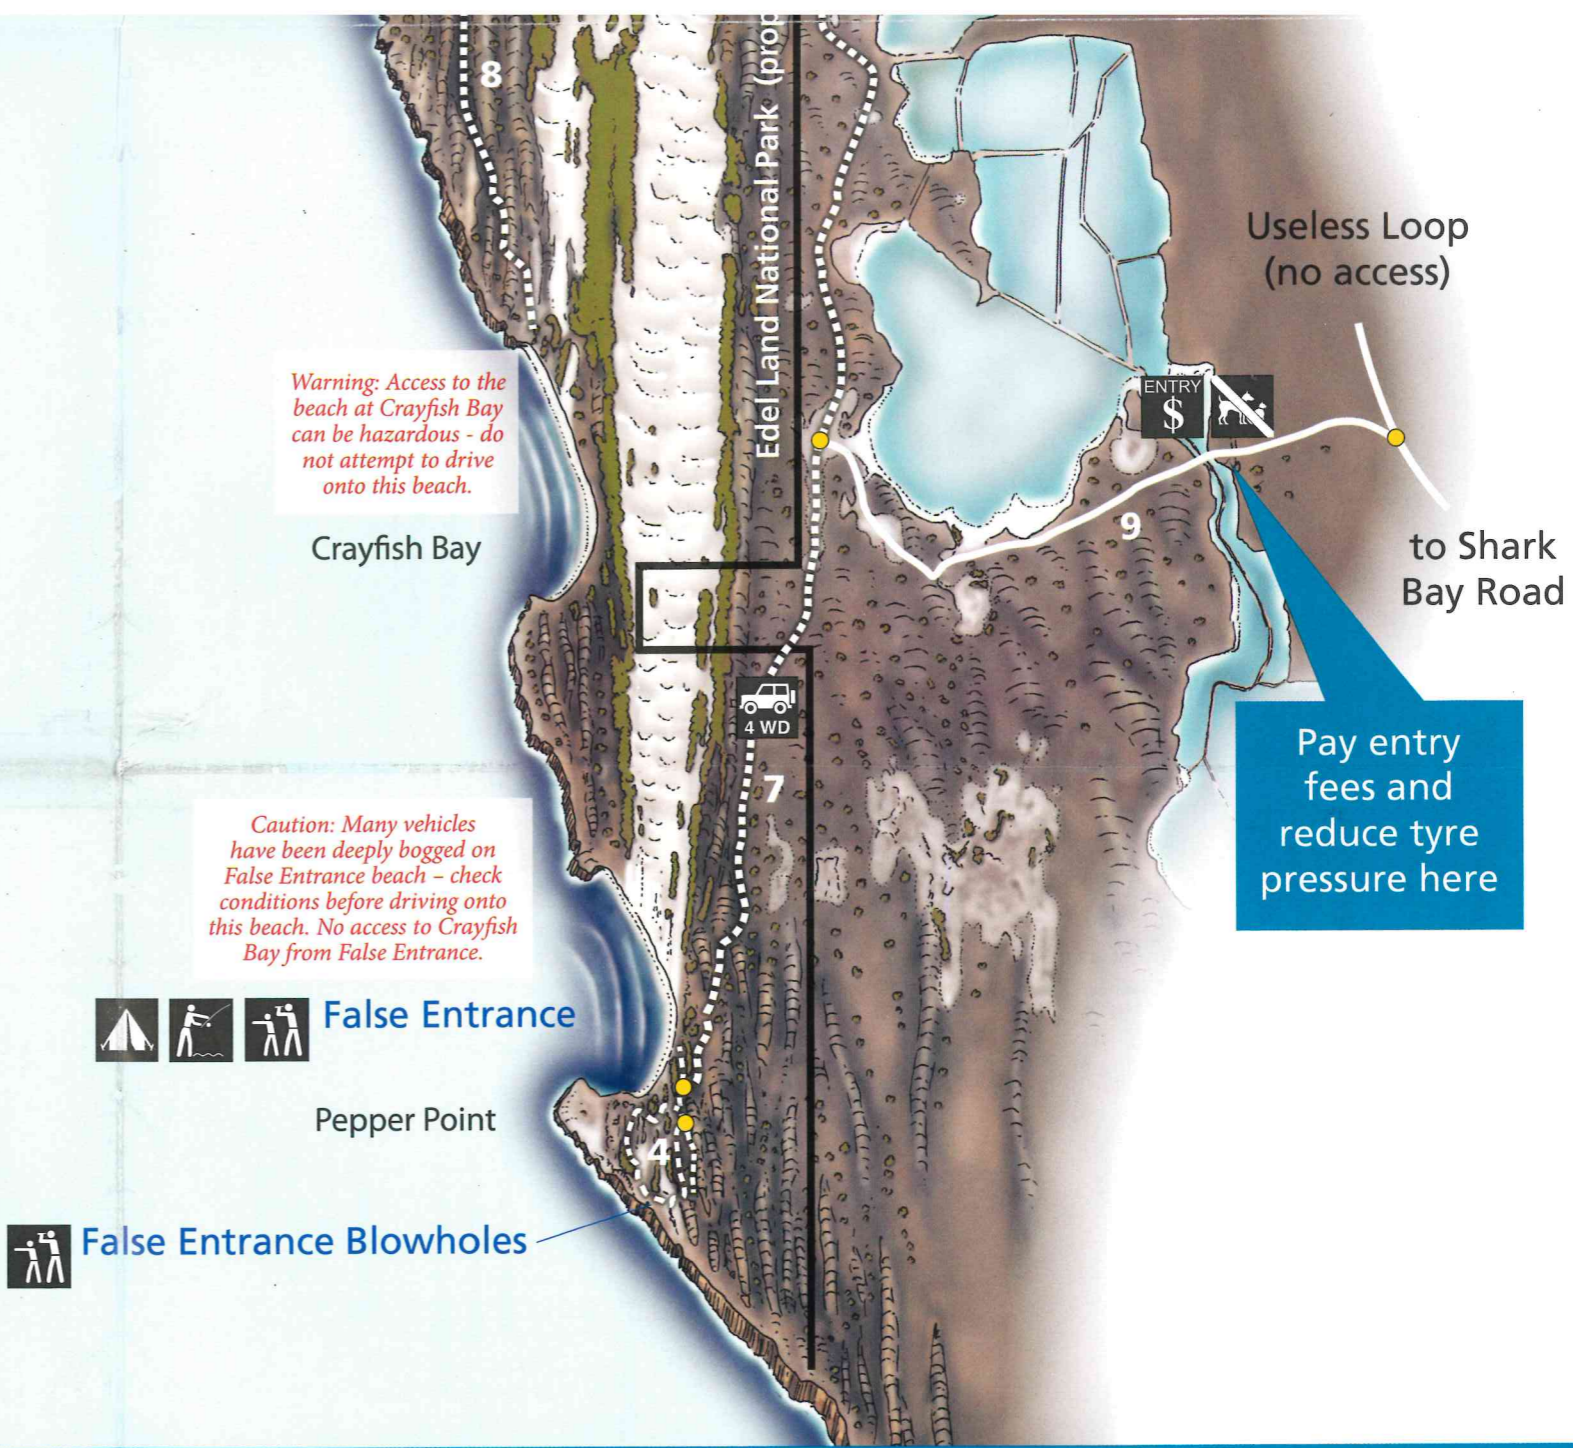 8
Edel Land National Park (prop
Useless Loop
(no access)
Warning: Access to the
beach at Crayfish Bay
can be hazardous - do
not attempt to drive
onto this beach.
ENTRY
$
9
Crayfish Bay
to Shark
Bay Road
4 WD
7
Pay entry
fees and
reduce tyre
pressure here
Caution: Many vehicles
have been deeply bogged on
False Entrance beach – check
conditions before driving onto
this beach. No access to Crayfish
Bay from False Entrance.
False Entrance
Pepper Point
4
False Entrance Blowholes